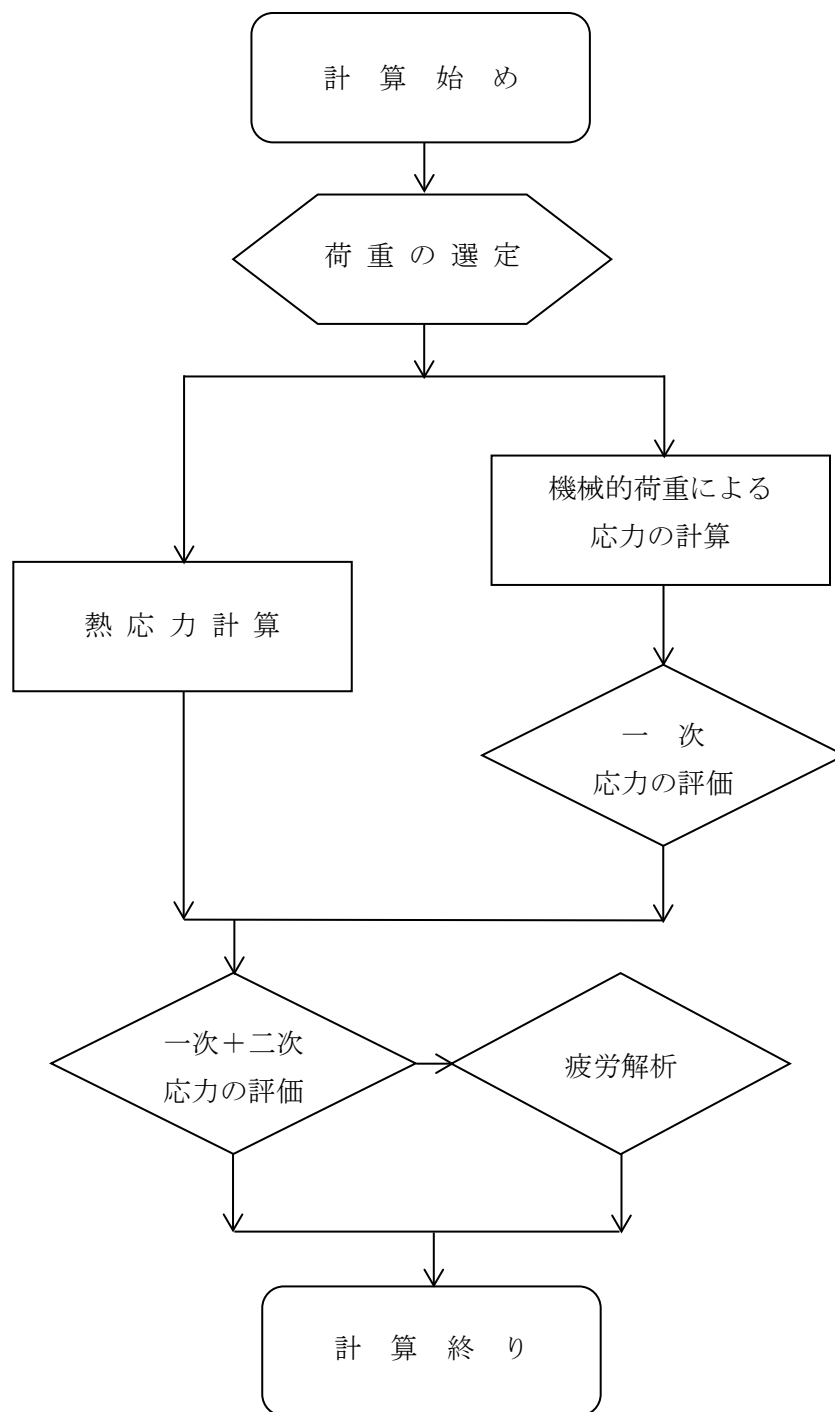 計 算 始 め
荷 重 の 選 定
機械的荷重による
応力の計算
熱 応 力 計 算
一 次
応力の評価
一次＋二次
応力の評価
疲労解析
計 算 終 り